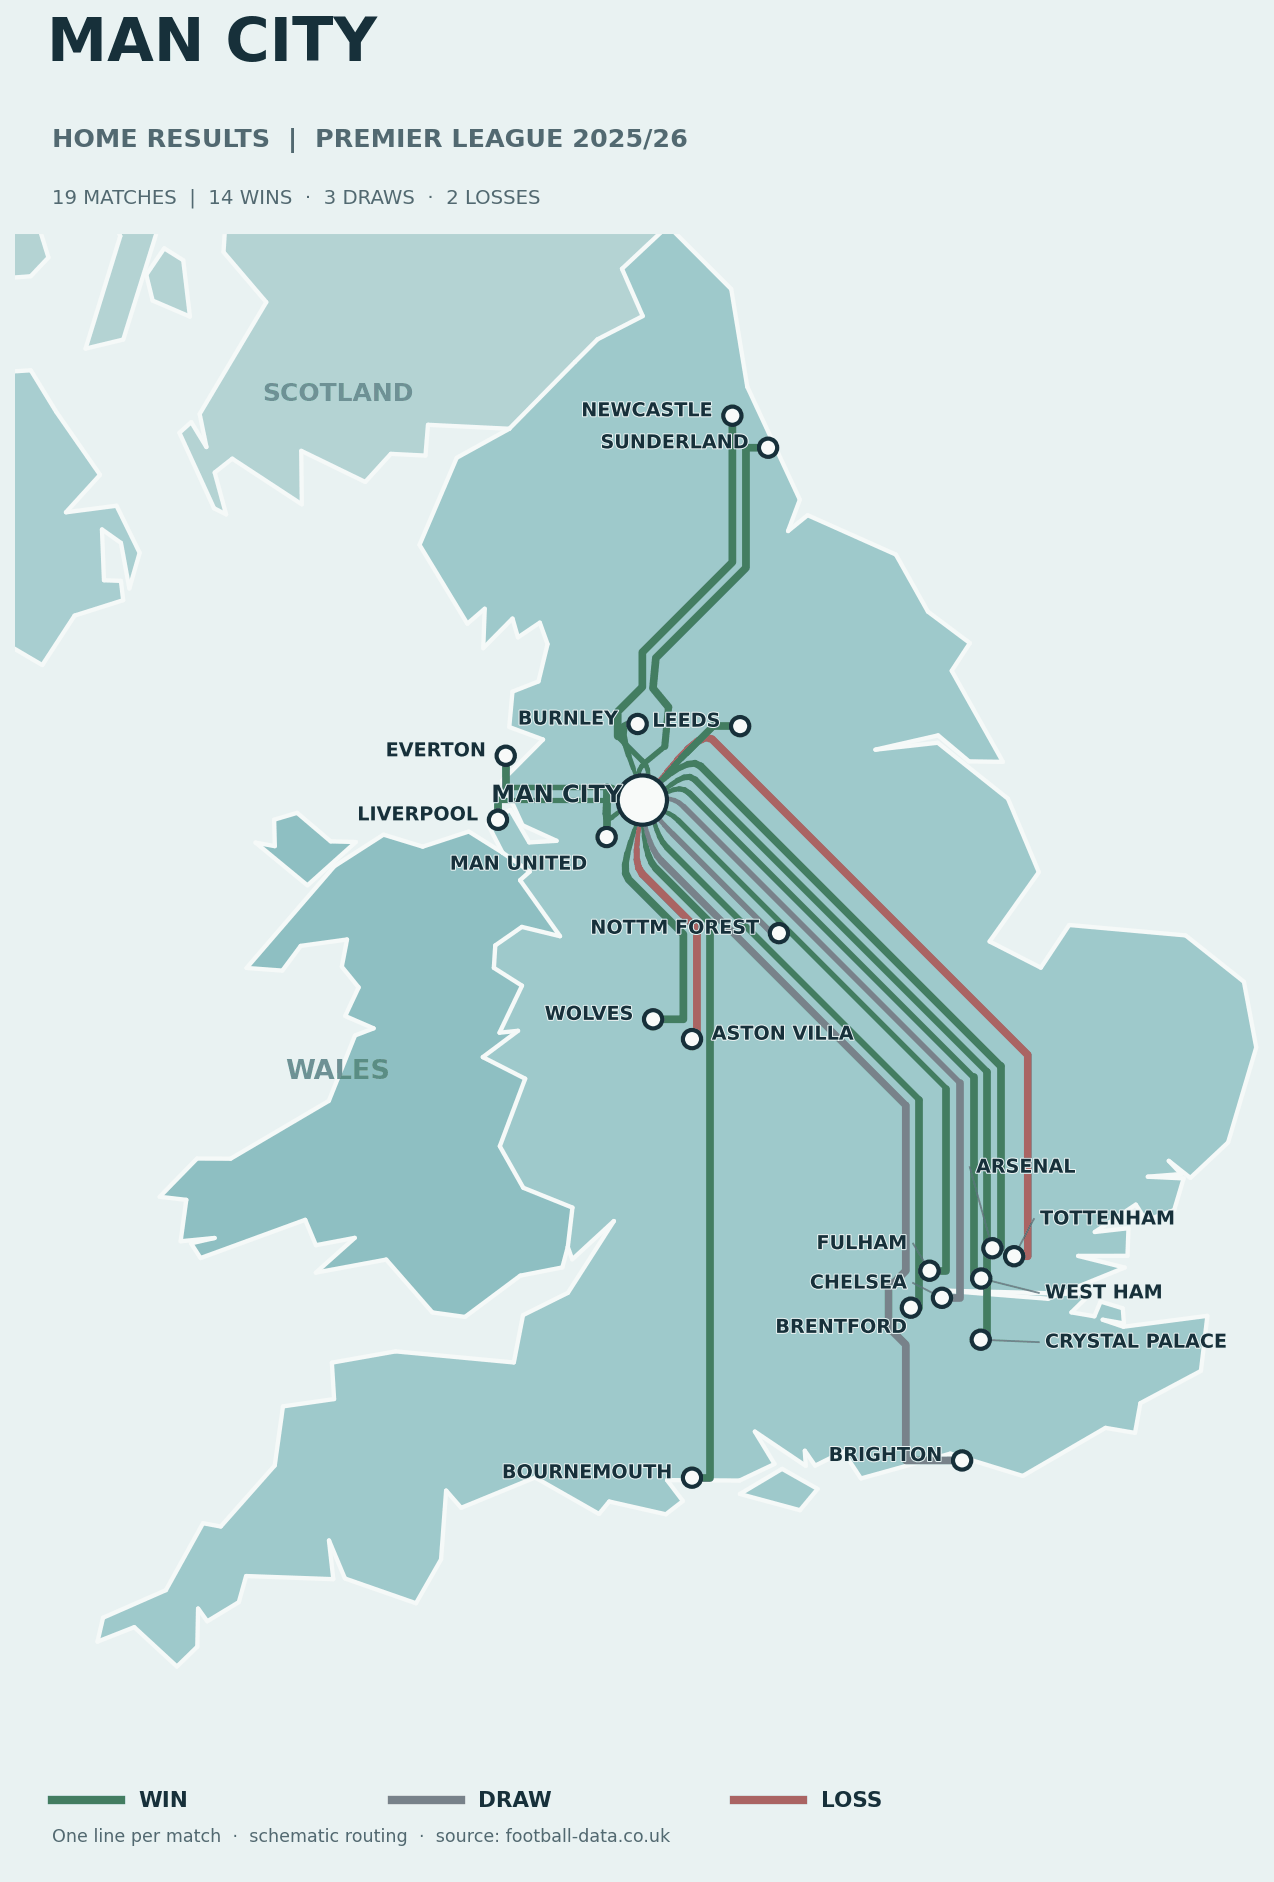 MAN CITY
HOME RESULTS | PREMIER LEAGUE 2025/26
19 MATCHES | 14 WINS · 3 DRAWS · 2 LOSSES
SCOTLAND
NEWCASTLE
SUNDERLAND
BURNLEY
LEEDS
EVERTON
MAN CITY
LIVERPOOL
MAN UNITED
NOTTM FOREST
WOLVES
ASTON VILLA
WALES
ARSENAL
TOTTENHAM
FULHAM
CHELSEA
WEST HAM
BRENTFORD
CRYSTAL PALACE
BRIGHTON
BOURNEMOUTH
WIN
DRAW
LOSS
One line per match · schematic routing · source: football-data.co.uk